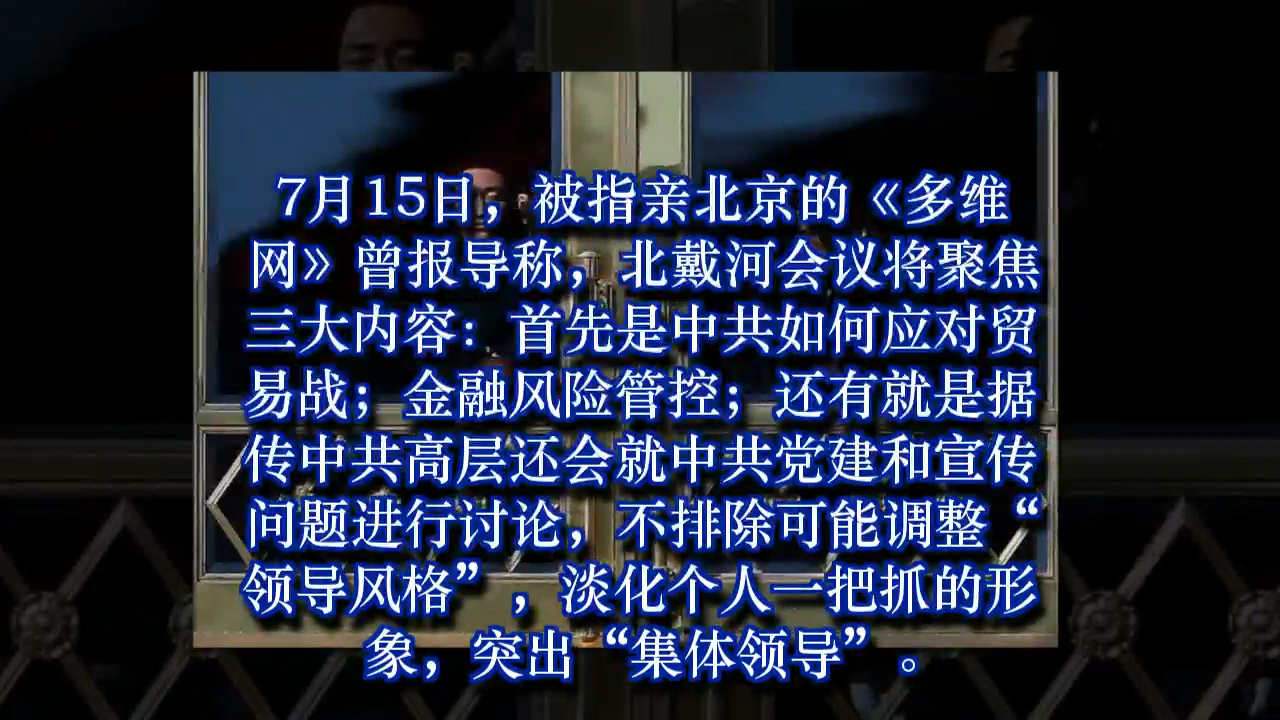 7月15日，被指亲北京的《多维
网》曾报导称，北戴河会议将聚焦
三大内容：首先是中共如何应对贸
易战；金融风险管控；还有就是据
传中共高层还会就中共党建和宣传
问题进行讨论，不排除可能调整“
领导风格”，淡化个人一把抓的形
象，突出“集体领导”。